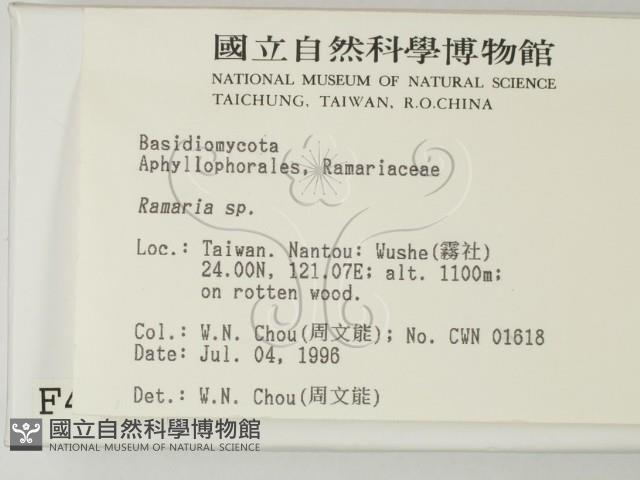 國立自然科學博物館
NATIONAL MUSEUM OF NATURAL SCIENCE
TAICHUNG, TAIWAN, R.O.CHINA
Basidiomycota
Aphyllophorales, Ramariaceae
Ramaria sp.
Loc.: Taiwan. Nantou: Wushe(霧社)
24.00N, 121.07E; alt. 1100m;
on rotten wood.
Col.: W.N. Chou(周文能); No. CWN 01618
Date: Jul. 04, 1996
Det.: W.N. Chou(周文能)
F4
國立自然科學博物館
NATIONAL MUSEUM OF NATURAL SCIENCE